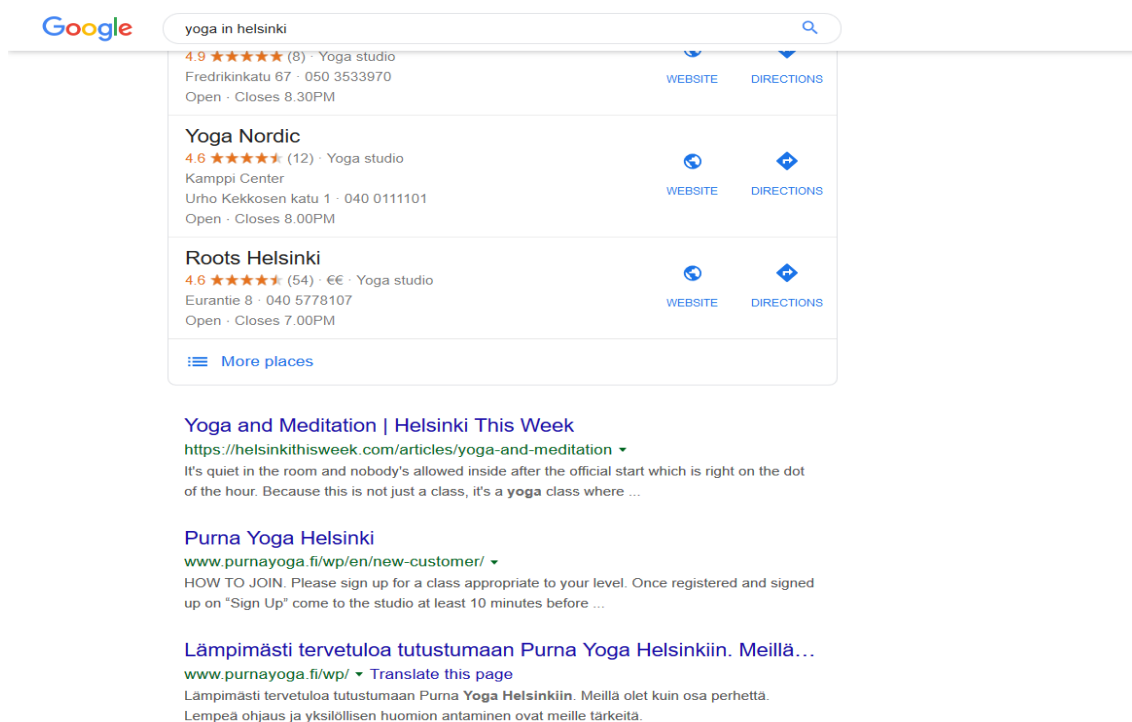 Google
yoga in helsinki
4.9 ★★★★★ (8) · Yoga studio
Fredrikinkatu 67 · 050 3533970
Open · Closes 8.30PM
WEBSITE
DIRECTIONS
Yoga Nordic
4.6 ★★★★★ (12) · Yoga studio
Kamppi Center
Urho Kekkosen katu 1 · 040 0111101
Open · Closes 8.00PM
WEBSITE
DIRECTIONS
Roots Helsinki
4.6 ★★★★★ (54) · €€ · Yoga studio
Eurantie 8 · 040 5778107
Open · Closes 7.00PM
WEBSITE
DIRECTIONS
More places
Yoga and Meditation | Helsinki This Week
https://helsinkithisweek.com/articles/yoga-and-meditation
It's quiet in the room and nobody's allowed inside after the official start which is right on the dot
of the hour. Because this is not just a class, it's a yoga class where ...
Purna Yoga Helsinki
www.purnayoga.fi/wp/en/new-customer/
HOW TO JOIN. Please sign up for a class appropriate to your level. Once registered and signed
up on “Sign Up” come to the studio at least 10 minutes before ...
Lämpimästi tervetuloa tutustumaan Purna Yoga Helsinkiin. Meillä…
www.purnayoga.fi/wp/ Translate this page
Lämpimästi tervetuloa tutustumaan Purna Yoga Helsinkiin. Meillä olet kuin osa perhettä.
Lempeä ohjaus ja yksilöllisen huomion antaminen ovat meille tärkeitä.